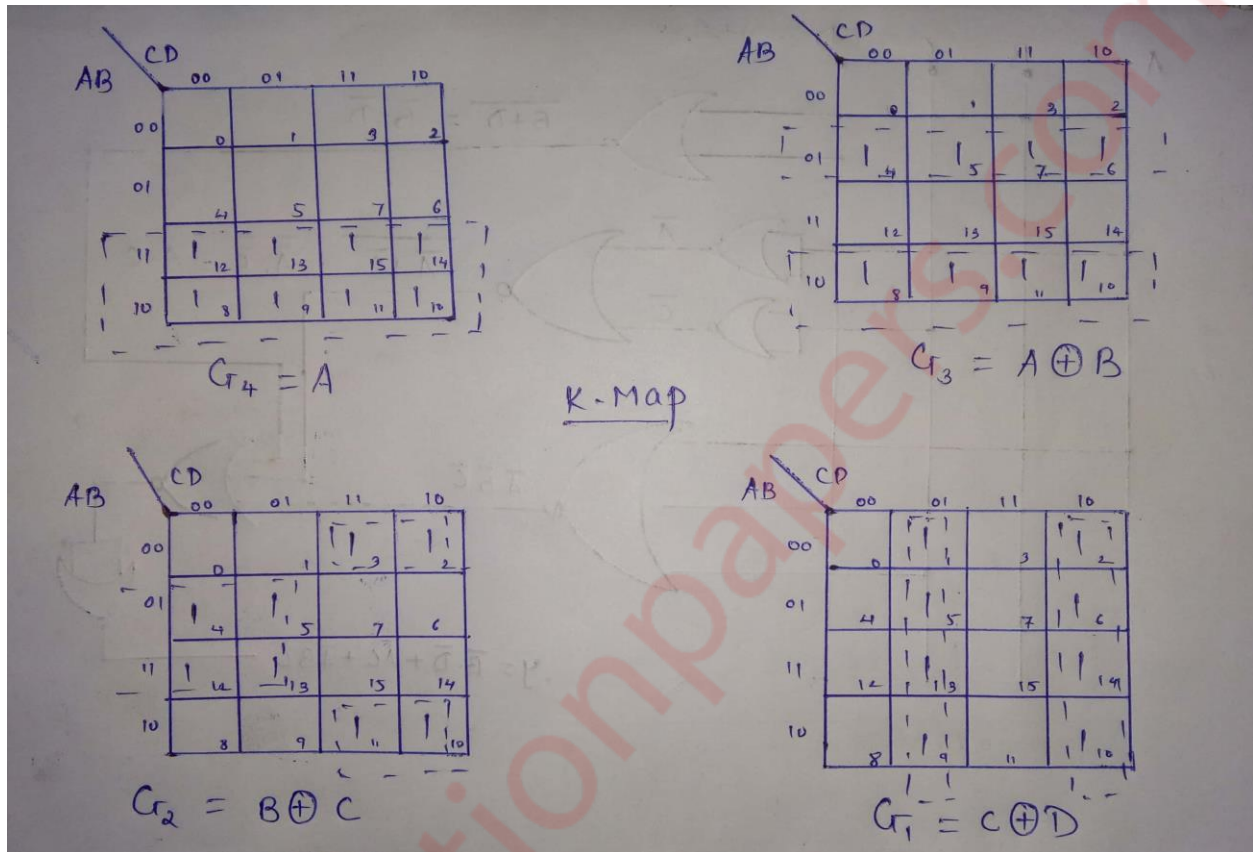 CD
AB 00 01 11 10
00 0 1 3 2
01 4 5 7 6
11 1 12 1 13 1 15 1 14
10 1 8 1 9 1 11 1 10
G4 = A
CD
AB 00 01 11 10
00 0 1 3 2
01 1 4 1 5 1 7 1 6
11 12 13 15 14
10 1 8 1 9 1 11 1 10
G3 = A ⊕ B
K-Map
CD
AB 00 01 11 10
00 0 1 1 3 1 2
01 1 4 1 5 7 6
11 1 12 1 13 15 14
10 8 9 1 11 1 10
G2 = B ⊕ C
CD
AB 00 01 11 10
00 0 1 1 3 1 2
01 4 1 5 7 1 6
11 12 1 13 15 1 14
10 8 1 9 11 1 10
G1 = C ⊕ D
tionpapers.com